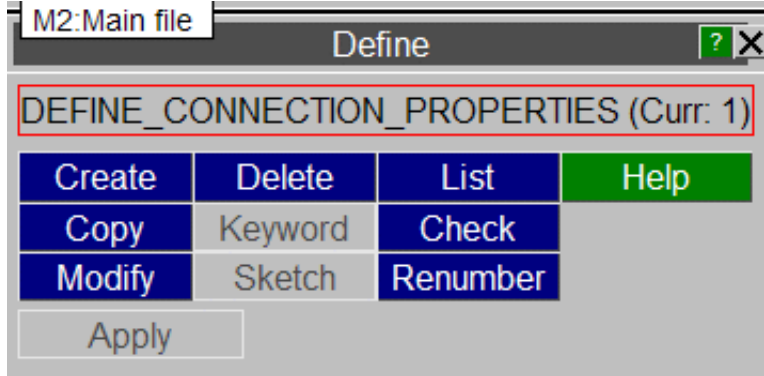 M2:Main file
Define ? X
DEFINE_CONNECTION_PROPERTIES (Curr: 1)
Create Delete List Help
Copy Keyword Check
Modify Sketch Renumber
Apply